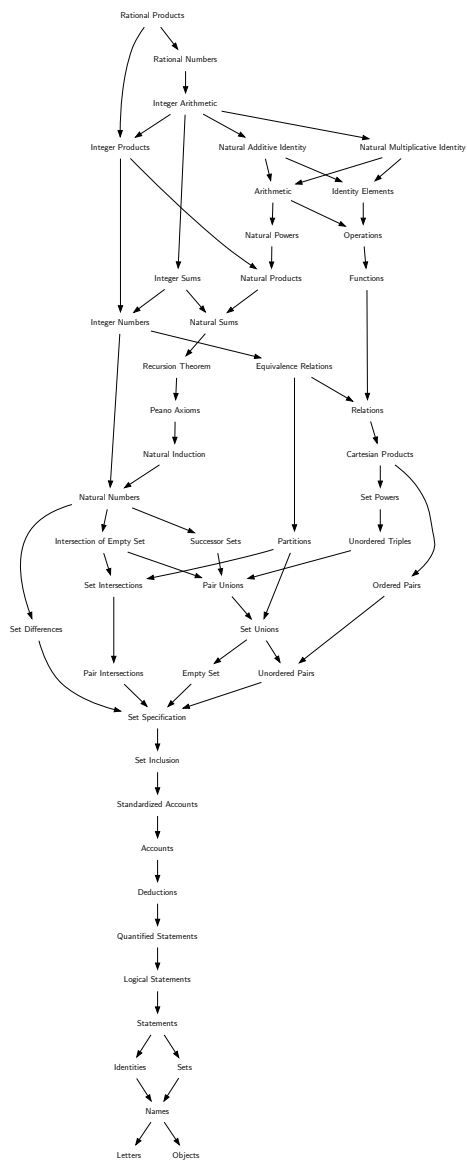 Rational Products
Rational Numbers
Integer Arithmetic
Integer Products
Natural Additive Identity
Natural Multiplicative Identity
Arithmetic
Identity Elements
Natural Powers
Operations
Integer Sums
Natural Products
Functions
Integer Numbers
Natural Sums
Recursion Theorem
Equivalence Relations
Peano Axioms
Relations
Natural Induction
Cartesian Products
Natural Numbers
Set Powers
Intersection of Empty Set
Successor Sets
Partitions
Unordered Triples
Set Intersections
Pair Unions
Ordered Pairs
Set Differences
Set Unions
Pair Intersections
Empty Set
Unordered Pairs
Set Specification
Set Inclusion
Standardized Accounts
Accounts
Deductions
Quantified Statements
Logical Statements
Statements
Identities
Sets
Names
Letters
Objects